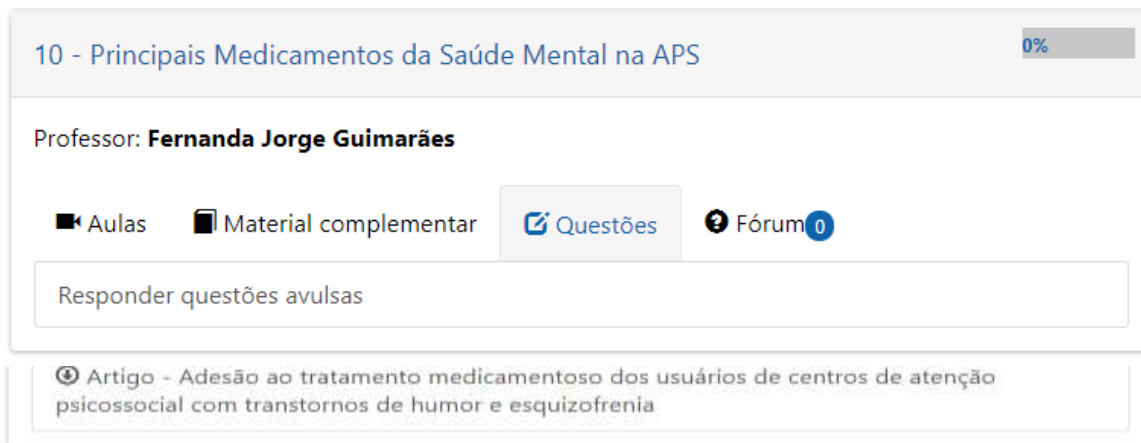 10 - Principais Medicamentos da Saúde Mental na APS
0%
Professor: Fernanda Jorge Guimarães
Aulas
Material complementar
Questões
Fórum 0
Responder questões avulsas
Artigo - Adesão ao tratamento medicamentoso dos usuários de centros de atenção
psicossocial com transtornos de humor e esquizofrenia